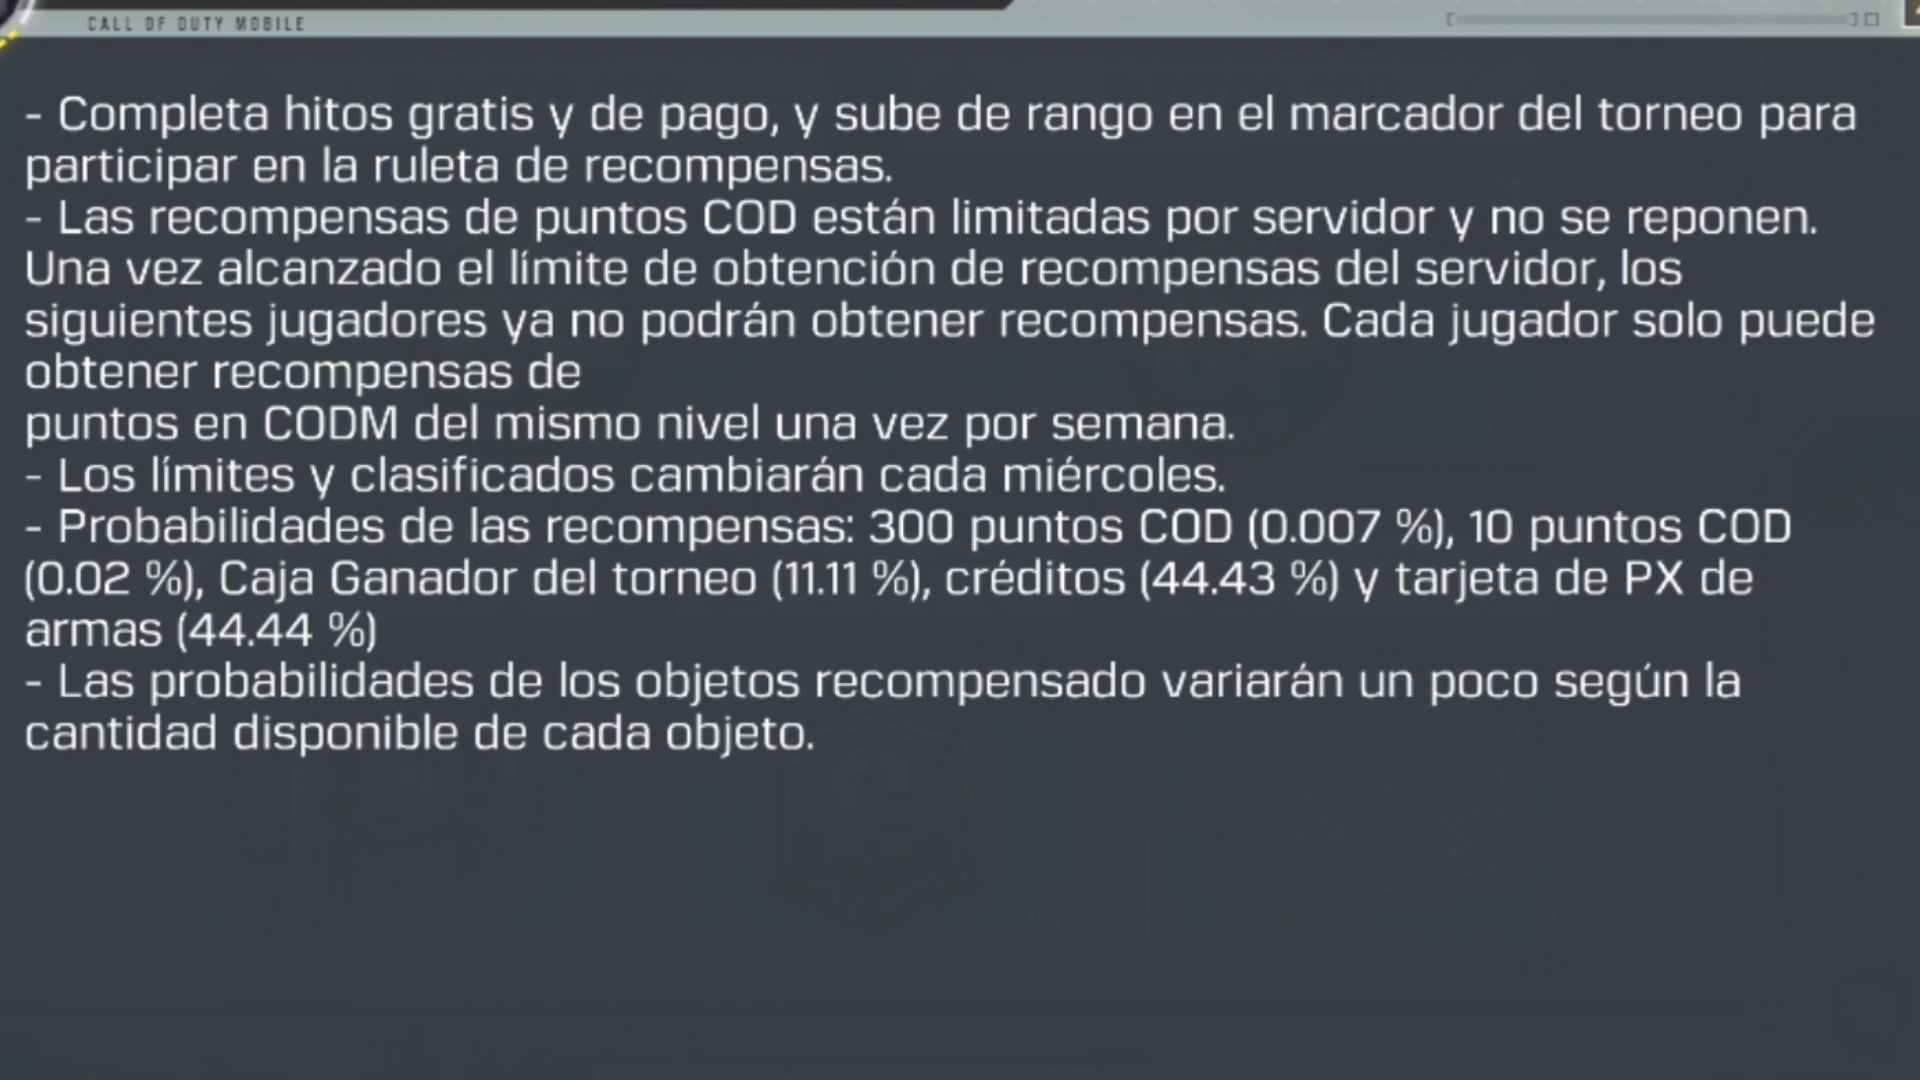 CALL OF DUTY MOBILE
- Completa hitos gratis y de pago, y sube de rango en el marcador del torneo para
participar en la ruleta de recompensas.
- Las recompensas de puntos COD están limitadas por servidor y no se reponen.
Una vez alcanzado el límite de obtención de recompensas del servidor, los
siguientes jugadores ya no podrán obtener recompensas. Cada jugador solo puede
obtener recompensas de
puntos en CODM del mismo nivel una vez por semana.
- Los límites y clasificados cambiarán cada miércoles.
- Probabilidades de las recompensas: 300 puntos COD (0.007 %), 10 puntos COD
(0.02 %), Caja Ganador del torneo (11.11 %), créditos (44.43 %) y tarjeta de PX de
armas (44.44 %)
- Las probabilidades de los objetos recompensado variarán un poco según la
cantidad disponible de cada objeto.